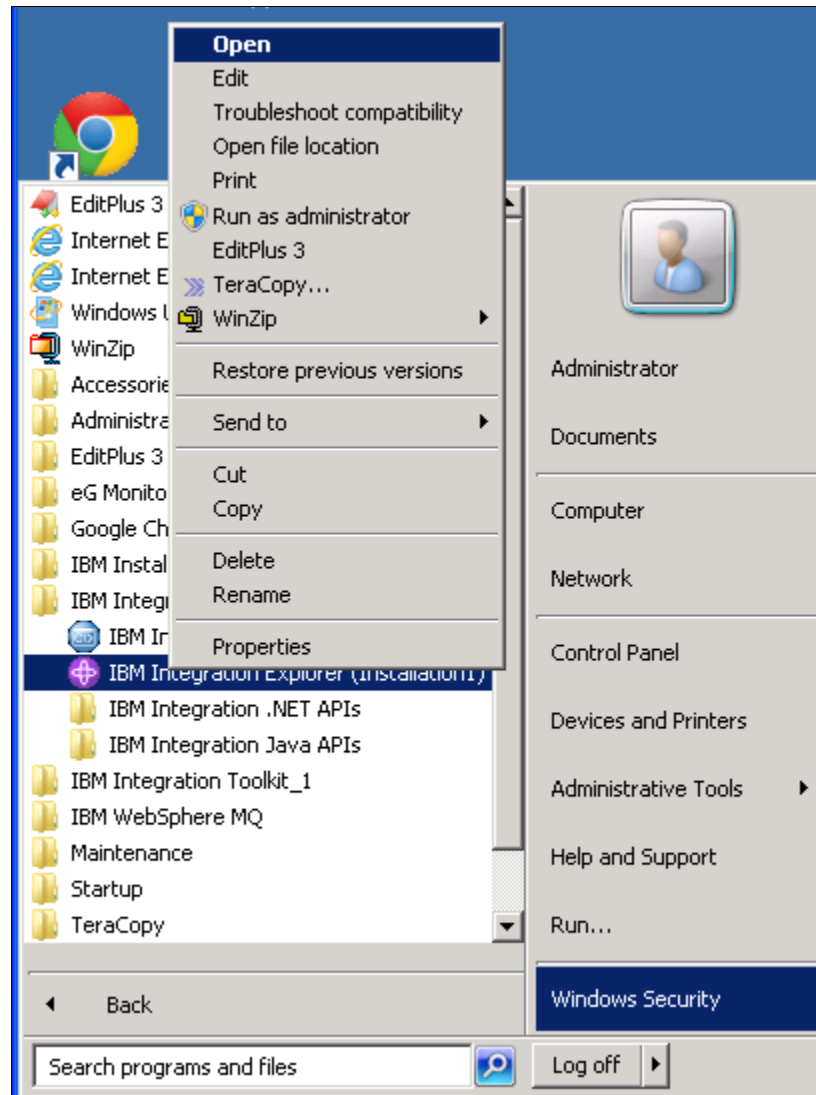 Open
Edit
Troubleshoot compatibility
Open file location
Print
Run as administrator
EditPlus 3
TeraCopy...
WinZip
Restore previous versions
Send to
Cut
Copy
Delete
Rename
Properties
EditPlus 3
Internet E
Internet E
Windows
WinZip
Accessorie
Administra
EditPlus 3
eG Monito
Google Ch
IBM Instal
IBM Integr
IBM In
IBM Integration Explorer (Installation1)
IBM Integration .NET APIs
IBM Integration Java APIs
IBM Integration Toolkit_1
IBM WebSphere MQ
Maintenance
Startup
TeraCopy
Back
Search programs and files
Administrator
Documents
Computer
Network
Control Panel
Devices and Printers
Administrative Tools
Help and Support
Run...
Windows Security
Log off